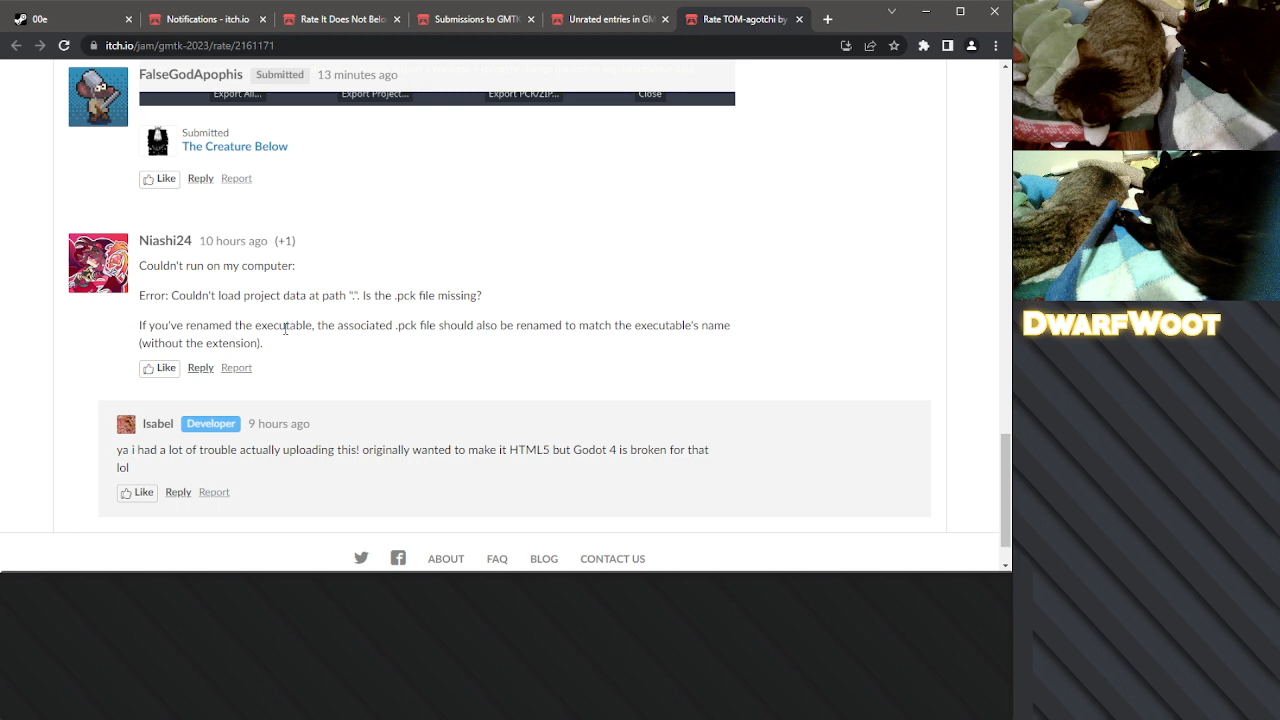 00e
Notifications - itch.io
Rate It Does Not Belo
Submissions to GMTK
Unrated entries in GM
Rate TOM-agotchi by
itch.io/jam/gmtk-2023/rate/2161171
FalseGodApophis Submitted 13 minutes ago
Export All... Export Project... Export PCK/ZIP... Close
Submitted
The Creature Below
Like Reply Report
Niashi24 10 hours ago (+1)
Couldn't run on my computer:
Error: Couldn't load project data at path ".". Is the .pck file missing?
If you've renamed the executable, the associated .pck file should also be renamed to match the executable's name
(without the extension).
Like Reply Report
Isabel Developer 9 hours ago
ya i had a lot of trouble actually uploading this! originally wanted to make it HTML5 but Godot 4 is broken for that
lol
Like Reply Report
ABOUT FAQ BLOG CONTACT US
DwarfWoot